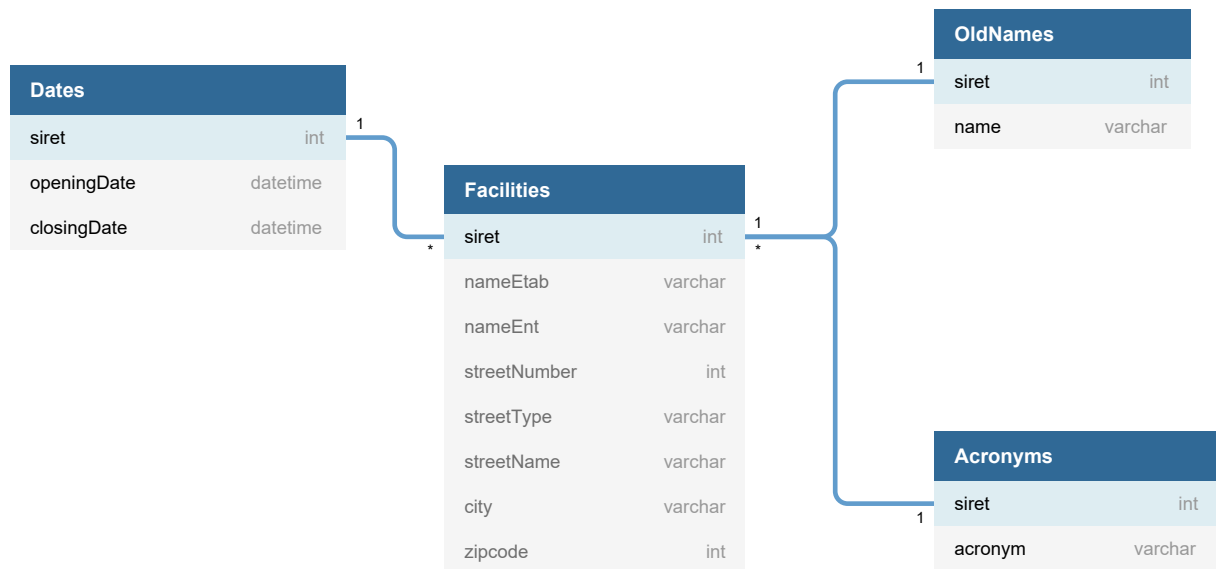 Dates
siret int
openingDate datetime
closingDate datetime
1
*
Facilities
siret int
nameEtab varchar
nameEnt varchar
streetNumber int
streetType varchar
streetName varchar
city varchar
zipcode int
1
*
OldNames
1
siret int
name varchar
Acronyms
siret int
1
acronym varchar